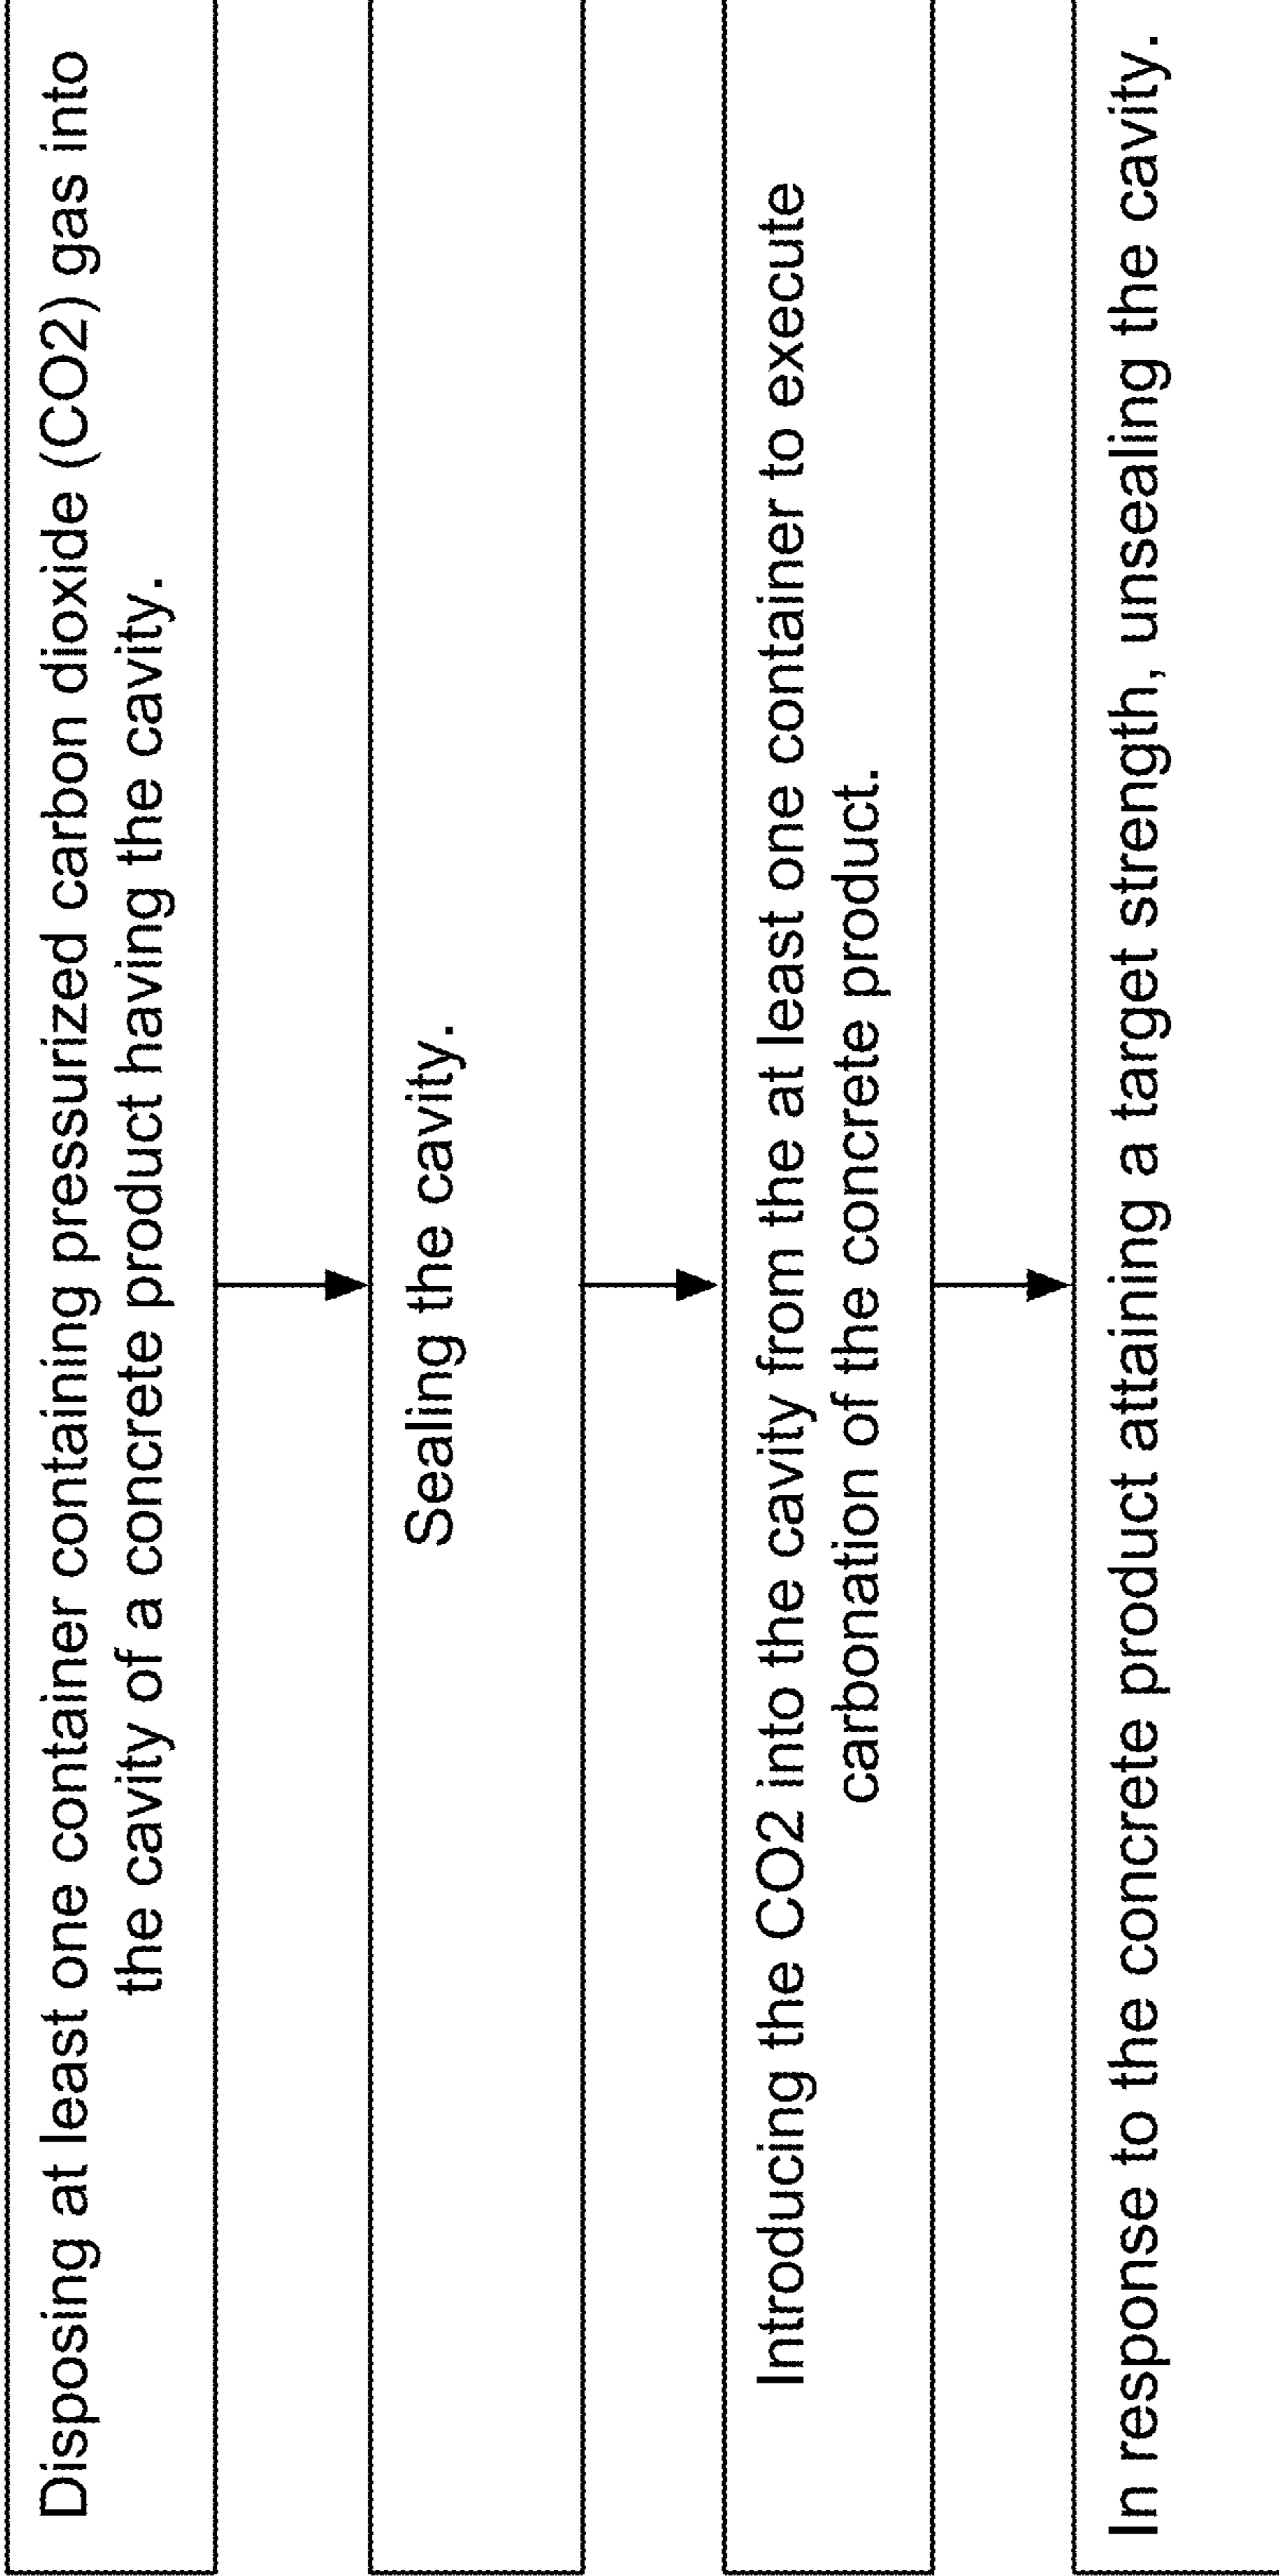 Disposing at least one container containing pressurized carbon dioxide (CO2) gas into
the cavity of a concrete product having the cavity.
Sealing the cavity.
Introducing the CO2 into the cavity from the at least one container to execute
carbonation of the concrete product.
In response to the concrete product attaining a target strength, unsealing the cavity.